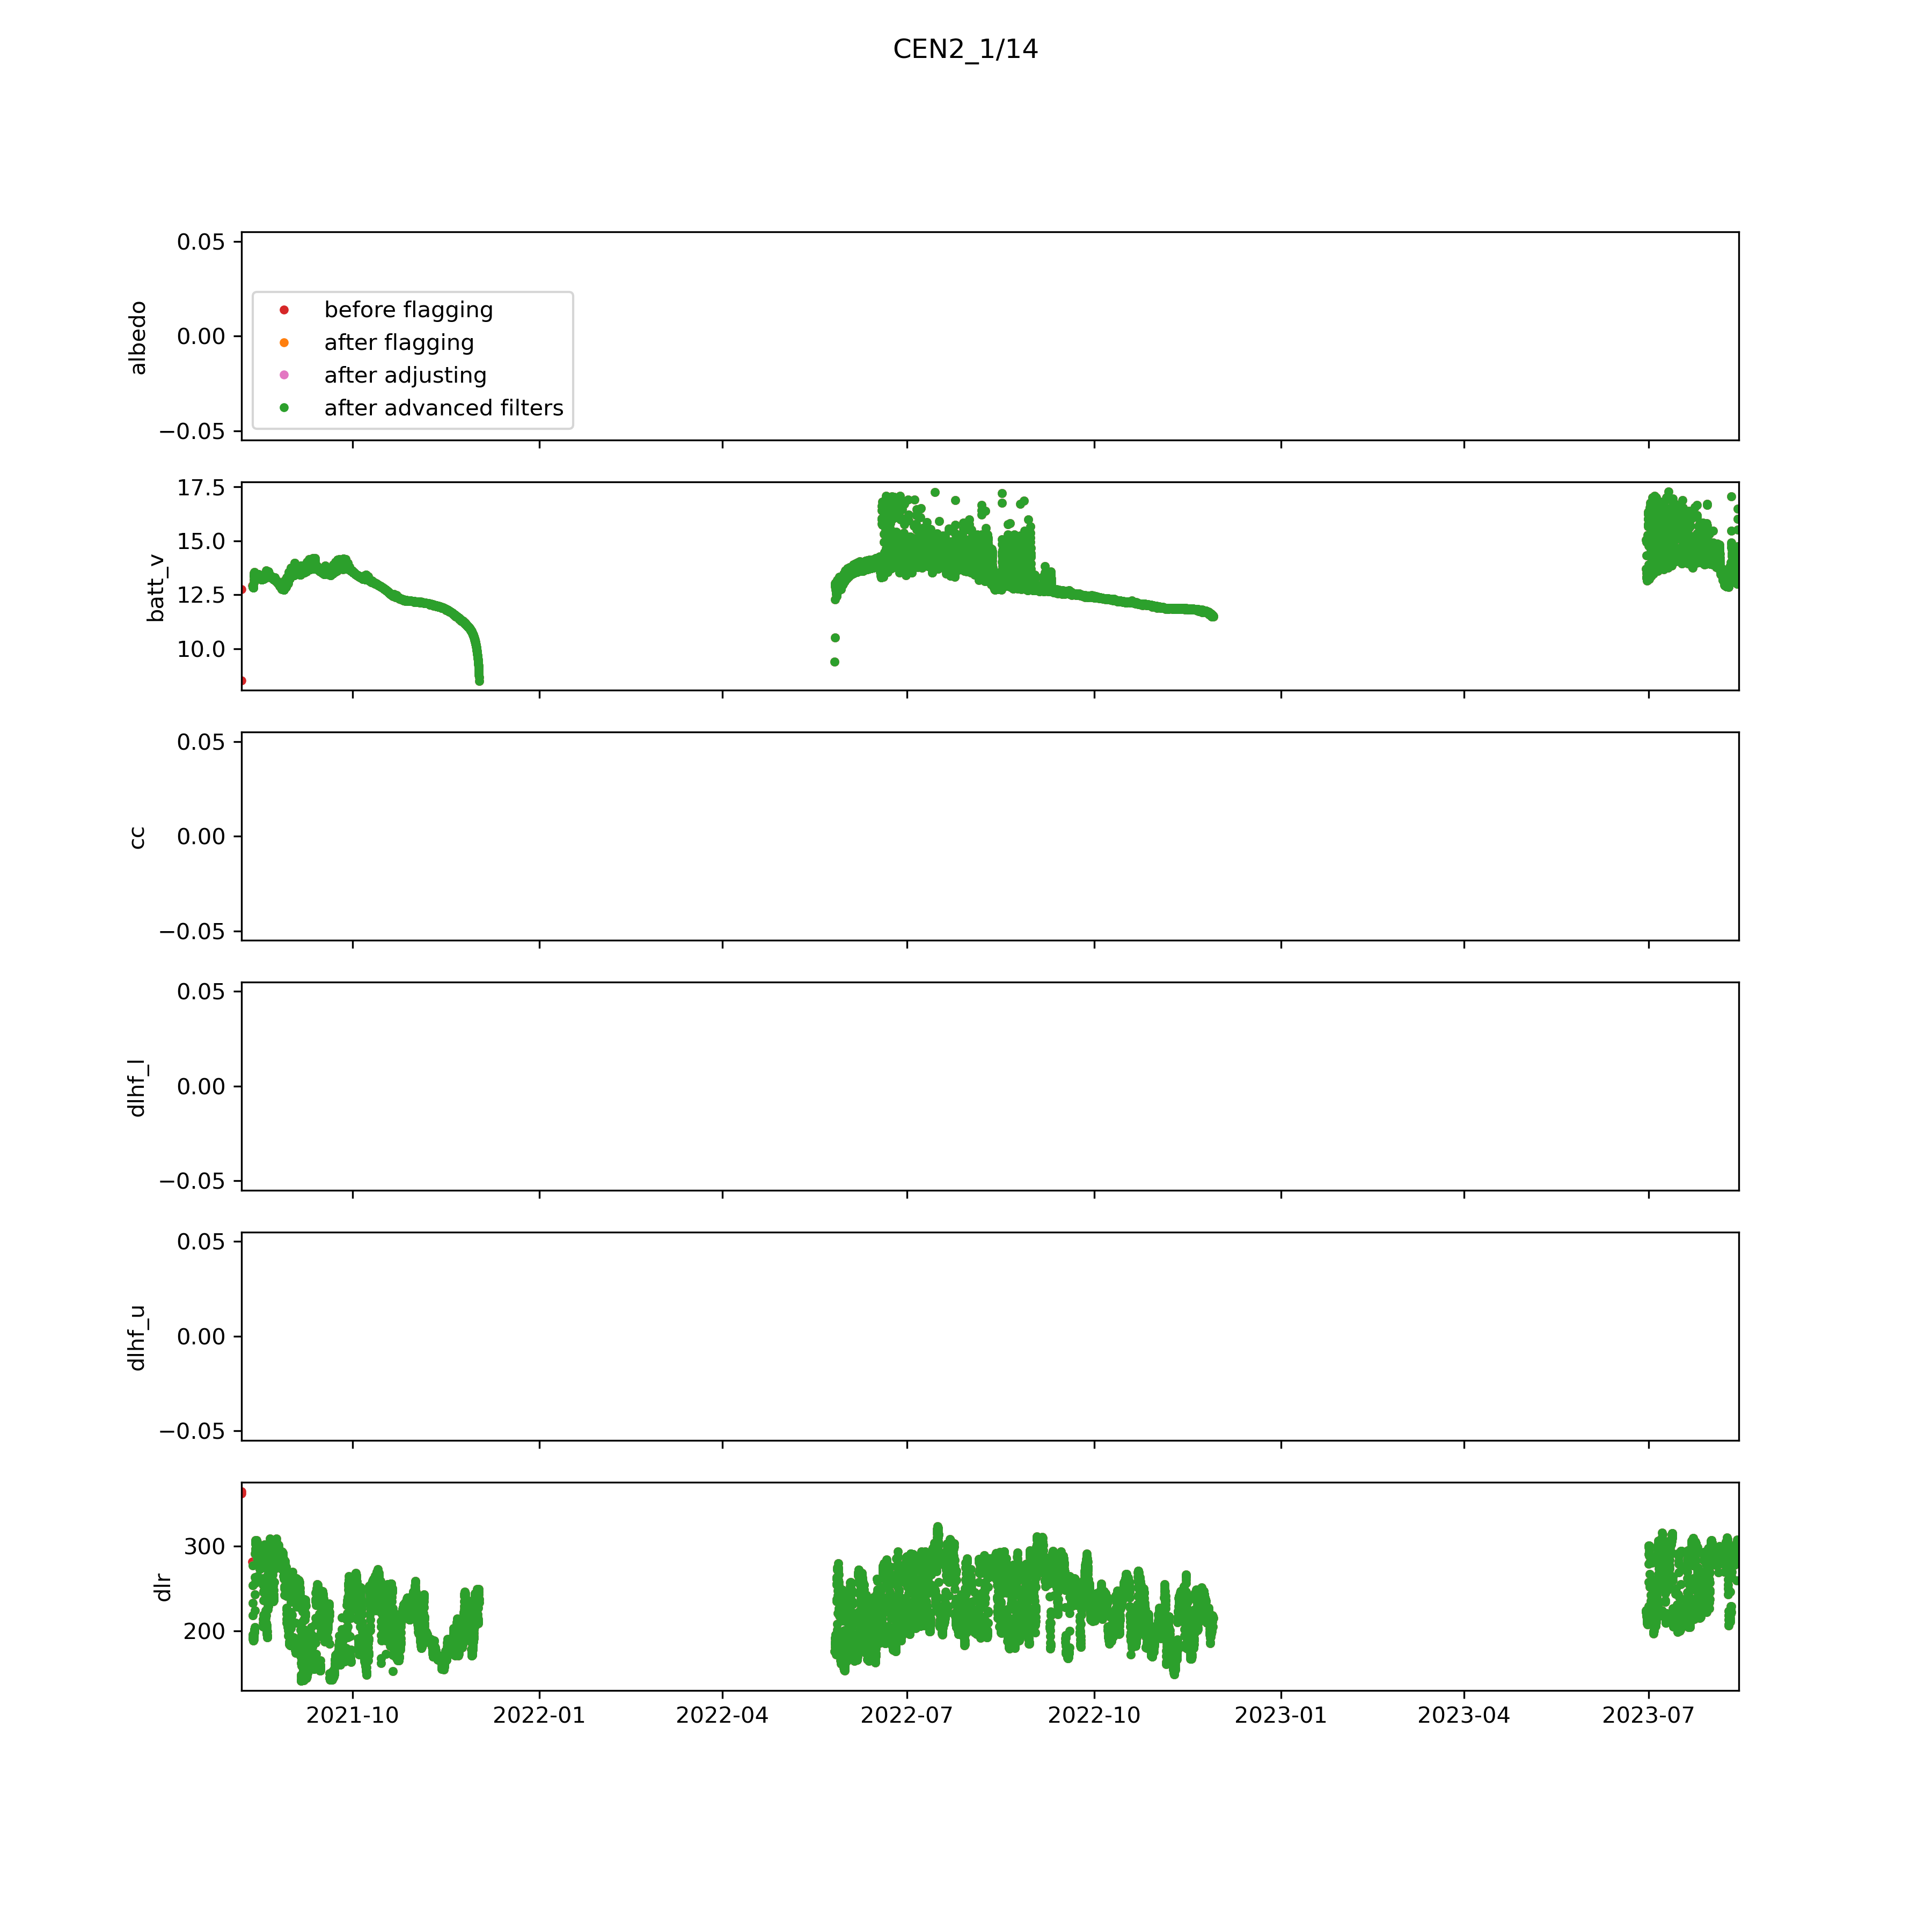 CEN2_1/14
0.05
0.00
−0.05
albedo
before flagging
after flagging
after adjusting
after advanced filters
17.5
15.0
12.5
10.0
batt_v
0.05
0.00
−0.05
cc
0.05
0.00
−0.05
dlhf_l
0.05
0.00
−0.05
dlhf_u
300
200
dlr
2021-10 2022-01 2022-04 2022-07 2022-10 2023-01 2023-04 2023-07